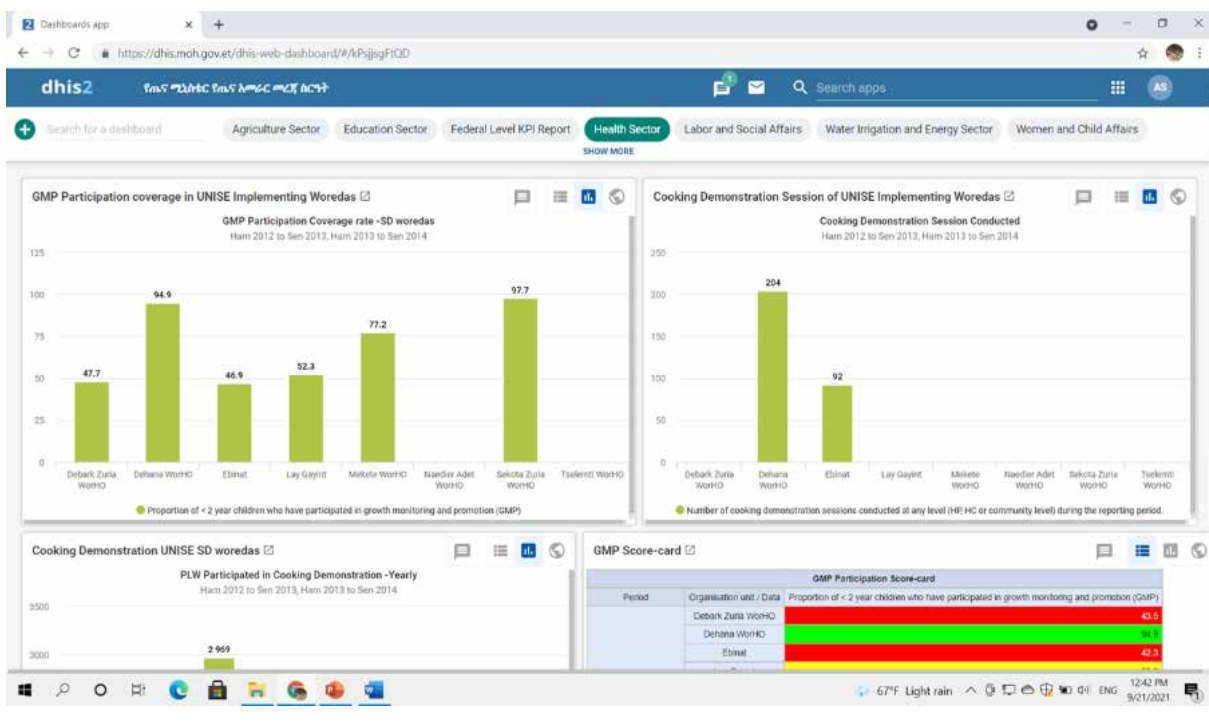 Dashboards app
https://dhis.moh.gov.et/dhis-web-dashboard/#/kPsjjsgFtQD
dhis2
የጤና ሚኒስቴር የጤና አመራር መረጃ ስርዓት
1
Search apps
AS
Search for a dashboard
Agriculture Sector
Education Sector
Federal Level KPI Report
Health Sector
Labor and Social Affairs
Water Irrigation and Energy Sector
Women and Child Affairs
SHOW MORE
GMP Participation coverage in UNISE Implementing Woredas
GMP Participation Coverage rate -SD woredas
Ham 2012 to Sen 2013, Ham 2013 to Sen 2014
125
100
75
50
25
0
47.7
94.9
46.9
52.3
77.2
97.7
Debark Zuria WorHO
Dehana WorHO
Ebinat
Lay Gayint
Mekete WorHO
Naedier Adet WorHO
Sekota Zuria WorHO
Tselemti WorHO
Proportion of < 2 year children who have participated in growth monitoring and promotion (GMP)
Cooking Demonstration Session of UNISE Implementing Woredas
Cooking Demonstration Session Conducted
Ham 2012 to Sen 2013, Ham 2013 to Sen 2014
250
200
150
100
50
0
204
92
Debark Zuria WorHO
Dehana WorHO
Ebinat
Lay Gayint
Mekete WorHO
Naedier Adet WorHO
Sekota Zuria WorHO
Tselemti WorHO
Number of cooking demonstration sessions conducted at any level (HP, HC or community level) during the reporting period.
Cooking Demonstration UNISE SD woredas
PLW Participated in Cooking Demonstration -Yearly
Ham 2012 to Sen 2013, Ham 2013 to Sen 2014
3500
3000
2 969
GMP Score-card
GMP Participation Score-card
Period
Organisation unit / Data
Proportion of < 2 year children who have participated in growth monitoring and promotion (GMP)
Debark Zuria WorHO
43.5
Dehana WorHO
94.9
Ebinat
42.3
67°F Light rain
ENG
12:42 PM
9/21/2021